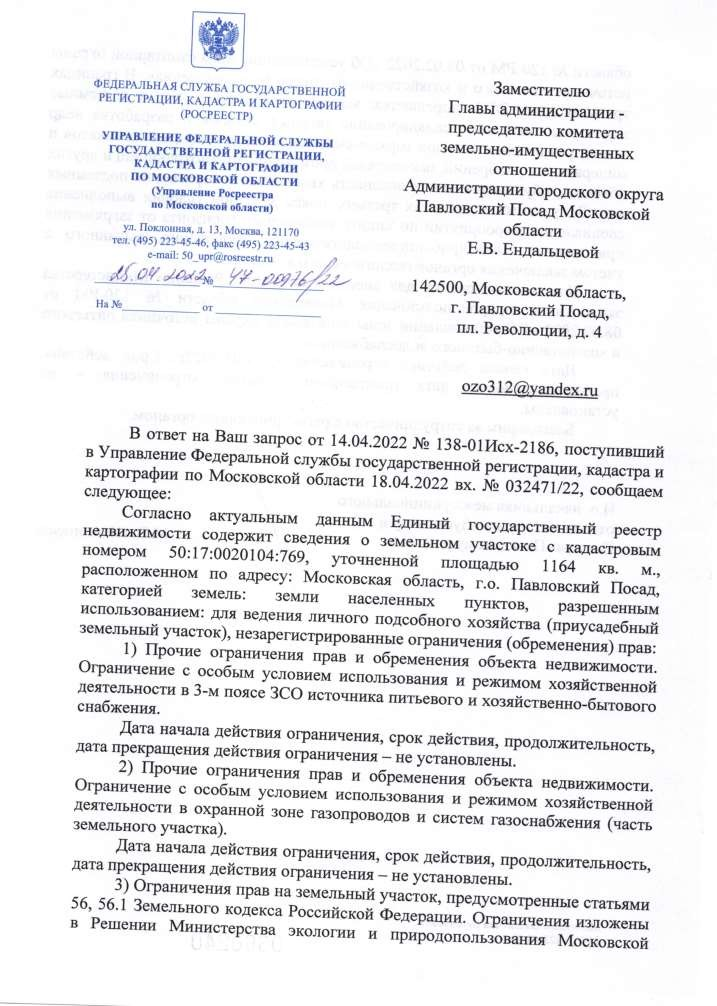 ФЕДЕРАЛЬНАЯ СЛУЖБА ГОСУДАРСТВЕННОЙ
РЕГИСТРАЦИИ, КАДАСТРА И КАРТОГРАФИИ
(РОСРЕЕСТР)
УПРАВЛЕНИЕ ФЕДЕРАЛЬНОЙ СЛУЖБЫ
ГОСУДАРСТВЕННОЙ РЕГИСТРАЦИИ,
КАДАСТРА И КАРТОГРАФИИ
ПО МОСКОВСКОЙ ОБЛАСТИ
(Управление Росреестра
по Московской области)
ул. Поклонная, д. 13, Москва, 121170
тел. (495) 223-45-46, факс (495) 223-45-43
e-mail: 50_upr@rosreestr.ru
25.04.2022 № 47-00976/22
На № от
Заместителю
Главы администрации -
председателю комитета
земельно-имущественных
отношений
Администрации городского округа
Павловский Посад Московской
области
Е.В. Ендальцевой
142500, Московская область,
г. Павловский Посад,
пл. Революции, д. 4
ozo312@yandex.ru
В ответ на Ваш запрос от 14.04.2022 № 138-01Исх-2186, поступивший
в Управление Федеральной службы государственной регистрации, кадастра и
картографии по Московской области 18.04.2022 вх. № 032471/22, сообщаем
следующее:
Согласно актуальным данным Единый государственный реестр
недвижимости содержит сведения о земельном участоке с кадастровым
номером 50:17:0020104:769, уточненной площадью 1164 кв. м.,
расположенном по адресу: Московская область, г.о. Павловский Посад,
категорией земель: земли населенных пунктов, разрешенным
использованием: для ведения личного подсобного хозяйства (приусадебный
земельный участок), незарегистрированные ограничения (обременения) прав:
1) Прочие ограничения прав и обременения объекта недвижимости.
Ограничение с особым условием использования и режимом хозяйственной
деятельности в 3-м поясе ЗСО источника питьевого и хозяйственно-бытового
снабжения.
Дата начала действия ограничения, срок действия, продолжительность,
дата прекращения действия ограничения – не установлены.
2) Прочие ограничения прав и обременения объекта недвижимости.
Ограничение с особым условием использования и режимом хозяйственной
деятельности в охранной зоне газопроводов и систем газоснабжения (часть
земельного участка).
Дата начала действия ограничения, срок действия, продолжительность,
дата прекращения действия ограничения – не установлены.
3) Ограничения прав на земельный участок, предусмотренные статьями
56, 56.1 Земельного кодекса Российской Федерации. Ограничения изложены
в Решении Министерства экологии и природопользования Московской